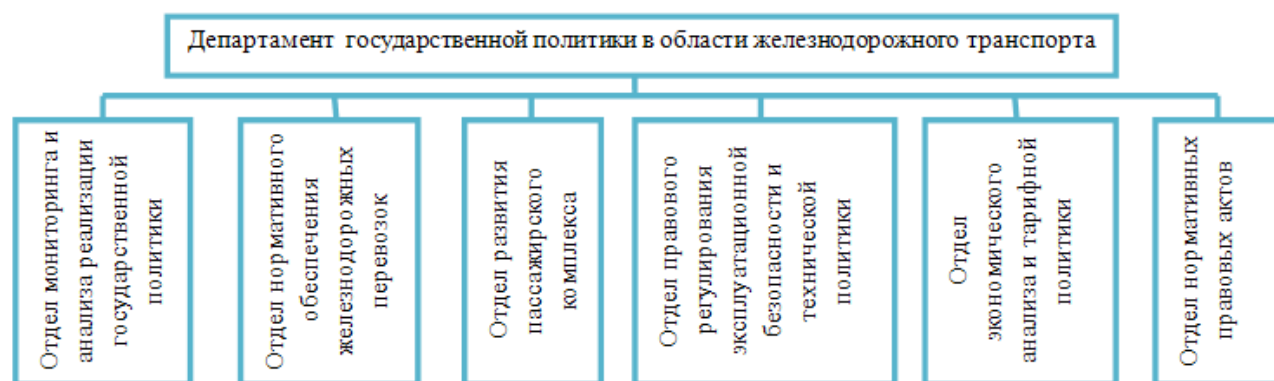 Департамент государственной политики в области железнодорожного транспорта
Отдел мониторинга и
анализа реализации
государственной
политики
Отдел нормативного
обеспечения
железнодорожных
перевозок
Отдел развития
пассажирского
комплекса
Отдел правового
регулирования
эксплуатационной
безопасности и
технической
политики
Отдел
экономического
анализа и тарифной
политики
Отдел нормативных
правовых актов